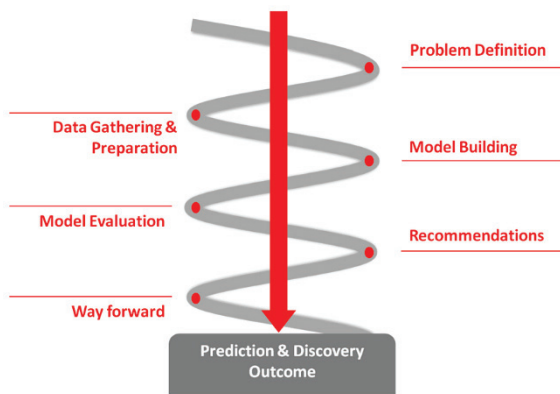 Problem Definition
Data Gathering &
Preparation
Model Building
Model Evaluation
Recommendations
Way forward
Prediction & Discovery
Outcome